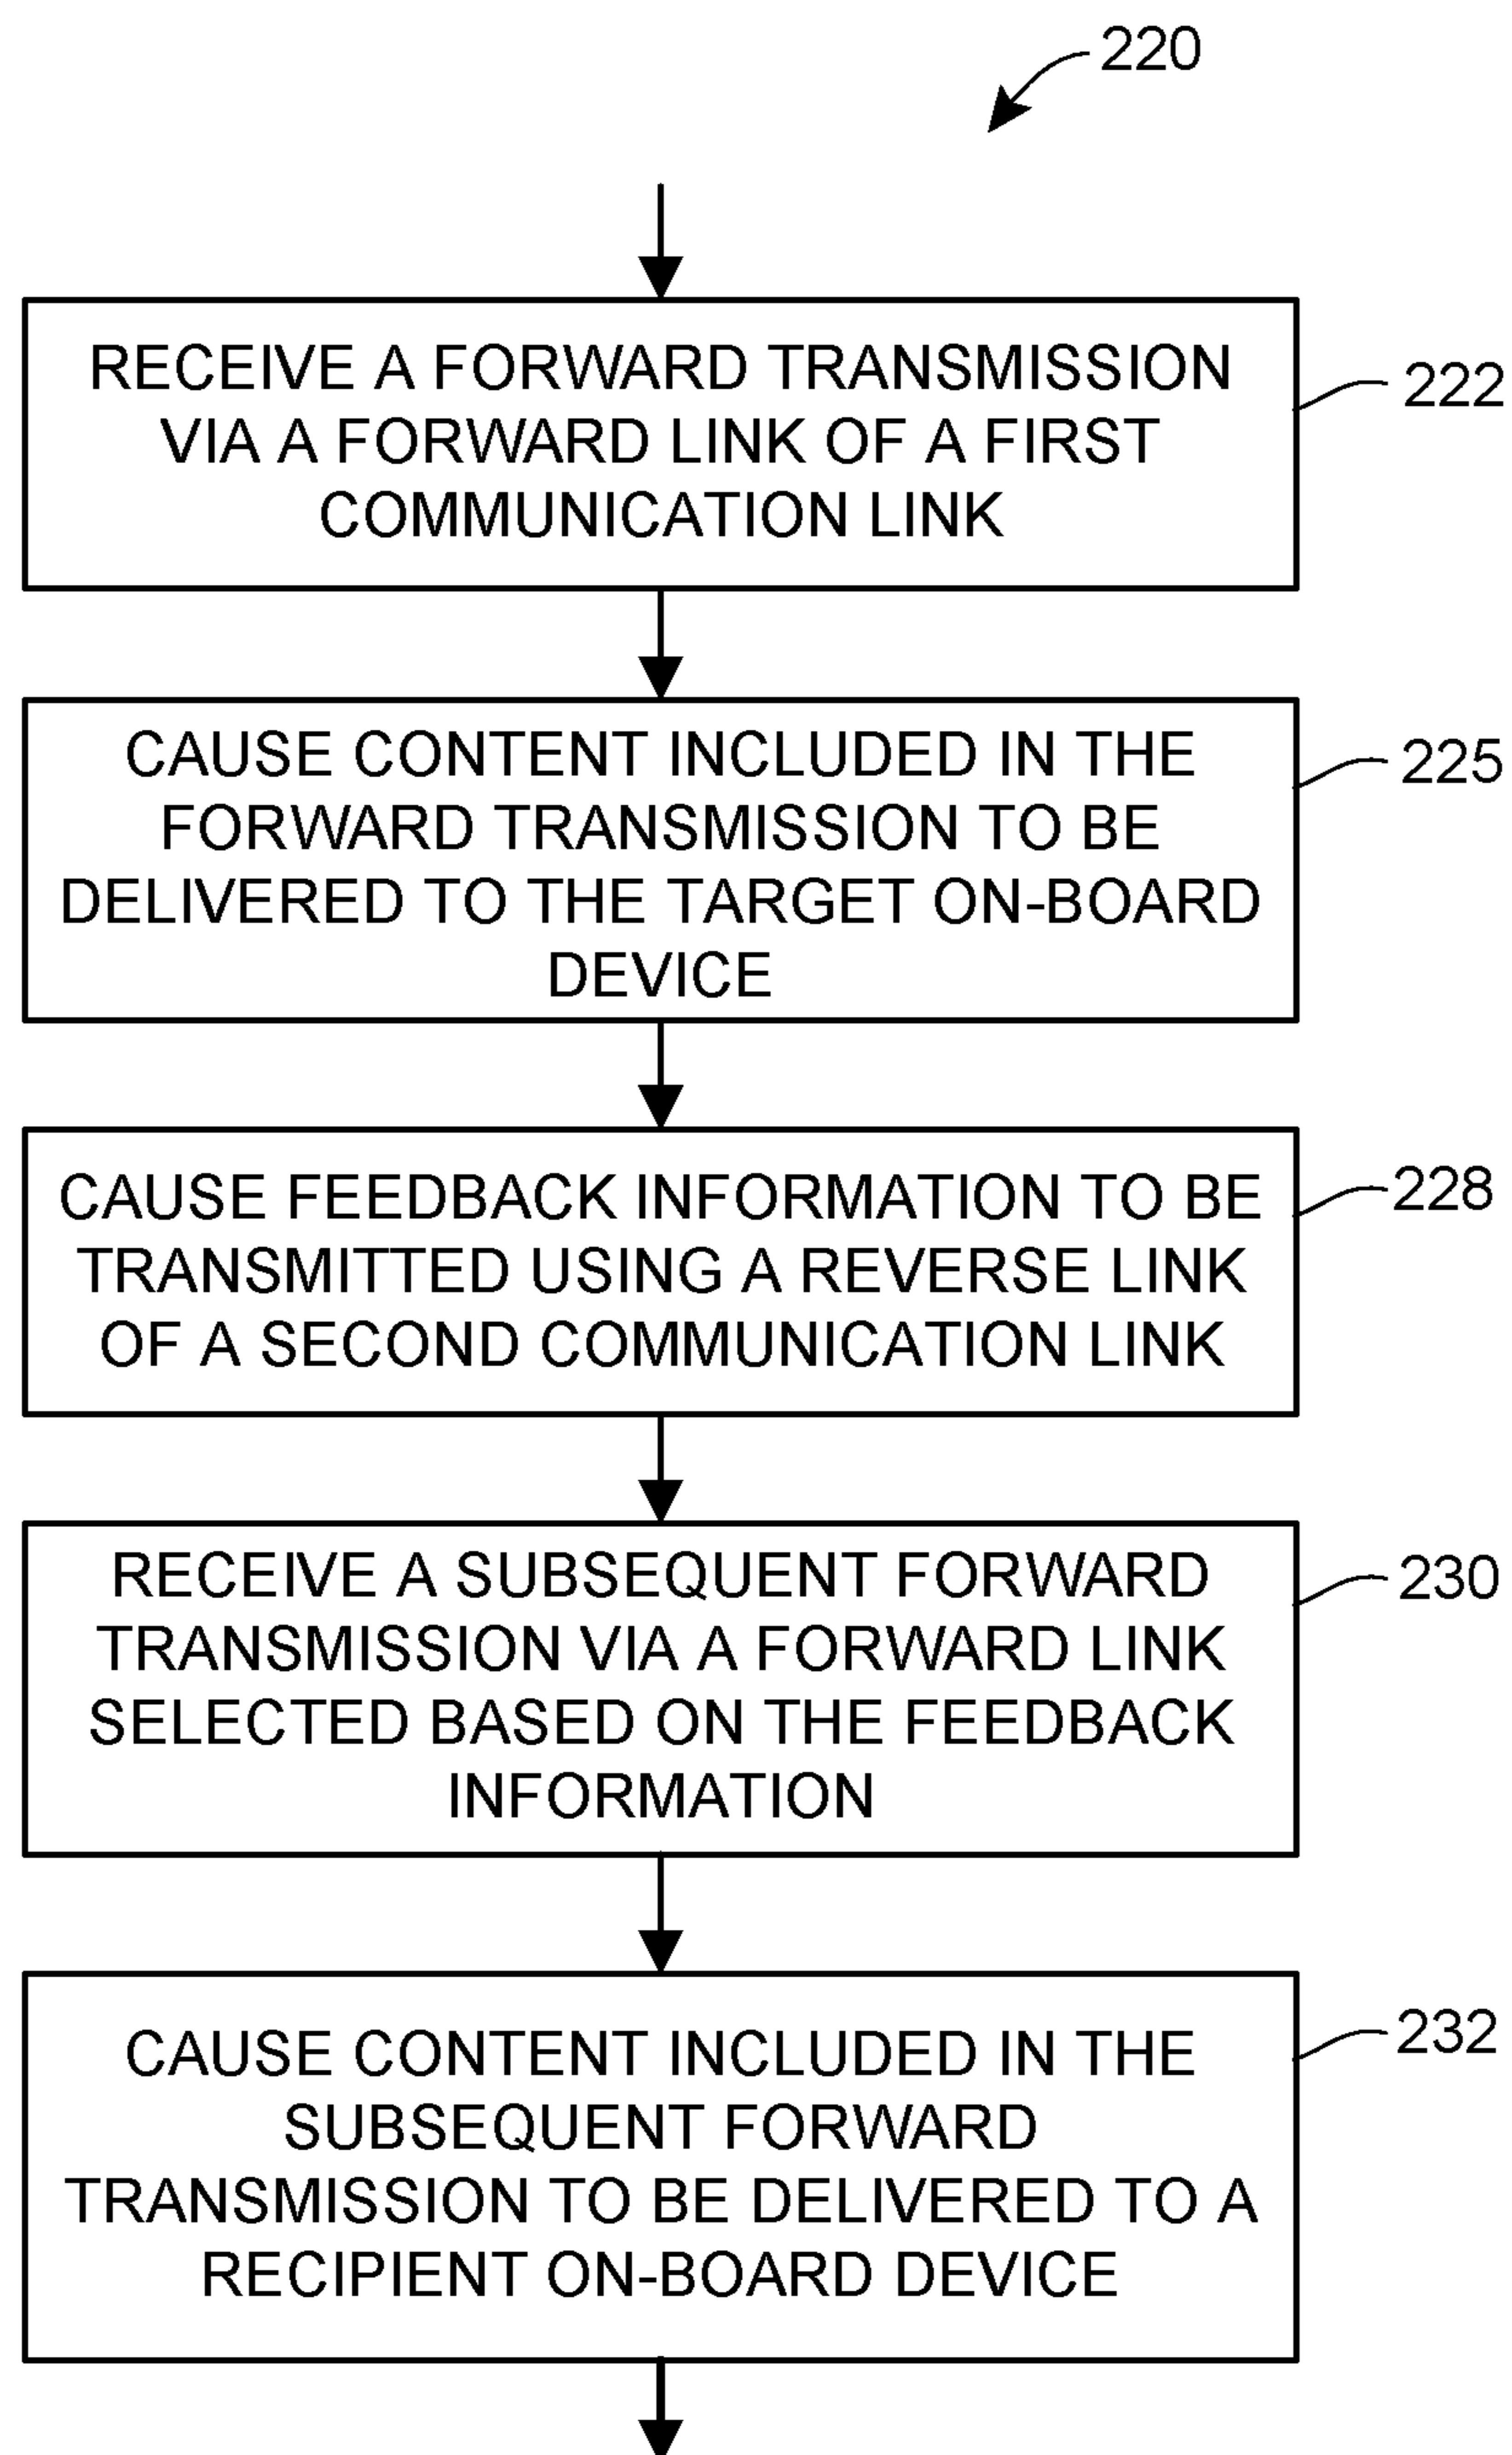 220
RECEIVE A FORWARD TRANSMISSION
VIA A FORWARD LINK OF A FIRST
COMMUNICATION LINK
222
CAUSE CONTENT INCLUDED IN THE
FORWARD TRANSMISSION TO BE
DELIVERED TO THE TARGET ON-BOARD
DEVICE
225
CAUSE FEEDBACK INFORMATION TO BE
TRANSMITTED USING A REVERSE LINK
OF A SECOND COMMUNICATION LINK
228
RECEIVE A SUBSEQUENT FORWARD
TRANSMISSION VIA A FORWARD LINK
SELECTED BASED ON THE FEEDBACK
INFORMATION
230
CAUSE CONTENT INCLUDED IN THE
SUBSEQUENT FORWARD
TRANSMISSION TO BE DELIVERED TO A
RECIPIENT ON-BOARD DEVICE
232